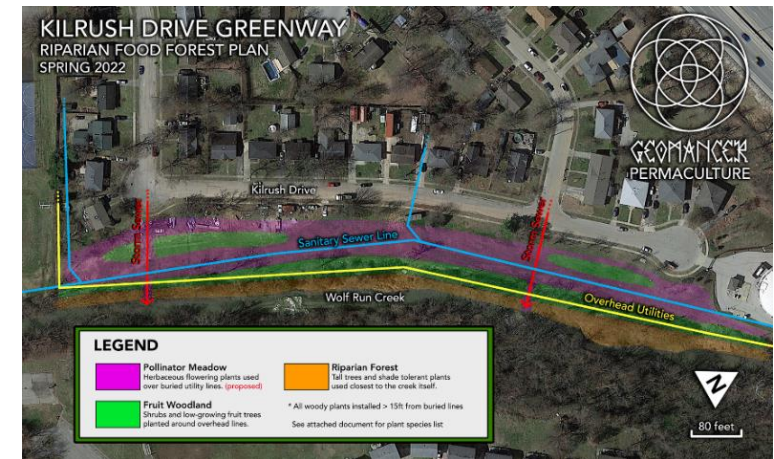 KILRUSH DRIVE GREENWAY
RIPARIAN FOOD FOREST PLAN
SPRING 2022
GEOMANCER
PERMACULTURE
Kilrush Drive
Storm Sewer
Storm Sewer
Sanitary Sewer Line
Overhead Utilities
Wolf Run Creek
LEGEND
Pollinator Meadow
Herbaceous flowering plants used
over buried utility lines. (proposed)
Fruit Woodland
Shrubs and low-growing fruit trees
planted around overhead lines.
Riparian Forest
Tall trees and shade tolerant plants
used closest to the creek itself.
* All woody plants installed > 15ft from buried lines
See attached document for plant species list
N
80 feet